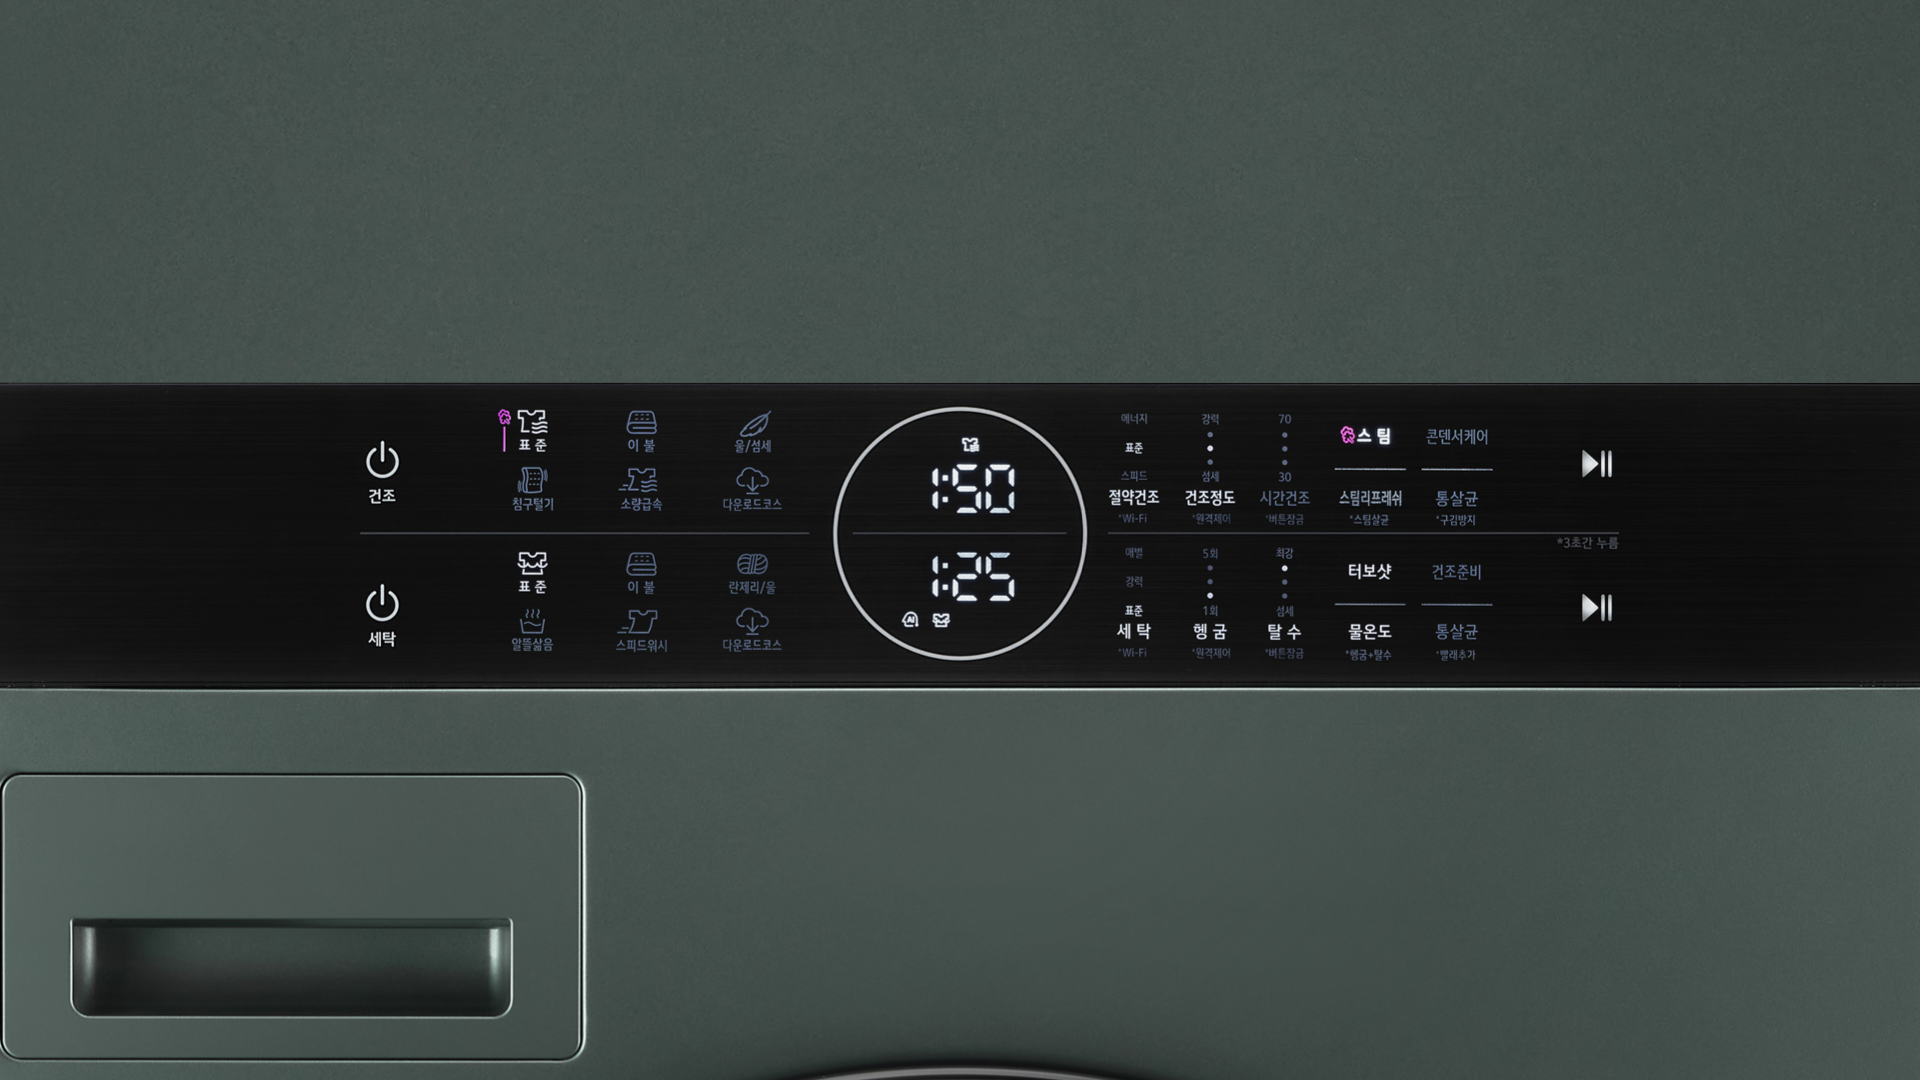 건조
표준
이불
울/섬세
침구털기
소량급속
다운로드코스
1:50
에너지
강력
70
표준
스피드
섬세
30
절약건조
건조정도
시간건조
*Wi-Fi
*원격제어
*버튼잠금
스팀
콘덴서케어
스팀리프레쉬
통살균
*스팀살균
*구김방지
*3초간 누름
세탁
표준
이불
란제리/울
알뜰삶음
스피드워시
다운로드코스
1:25
AI
애벌
5회
최강
강력
표준
1회
섬세
세탁
헹굼
탈수
*Wi-Fi
*원격제어
*버튼잠금
터보샷
건조준비
물온도
통살균
*헹굼+탈수
*빨래추가